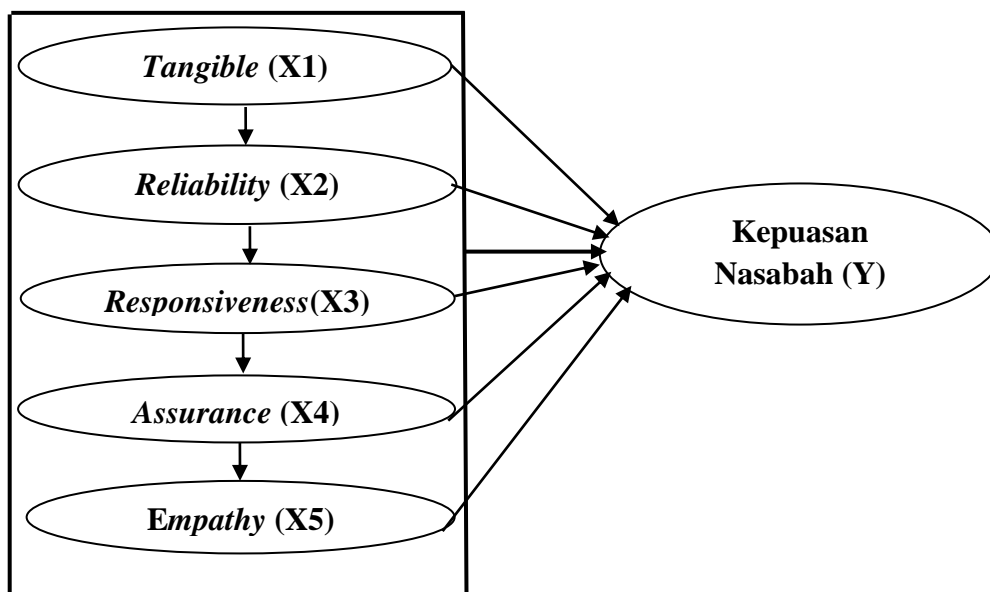 Tangible (X1)
Reliability (X2)
Responsiveness(X3)
Assurance (X4)
Empathy (X5)
Kepuasan
Nasabah (Y)